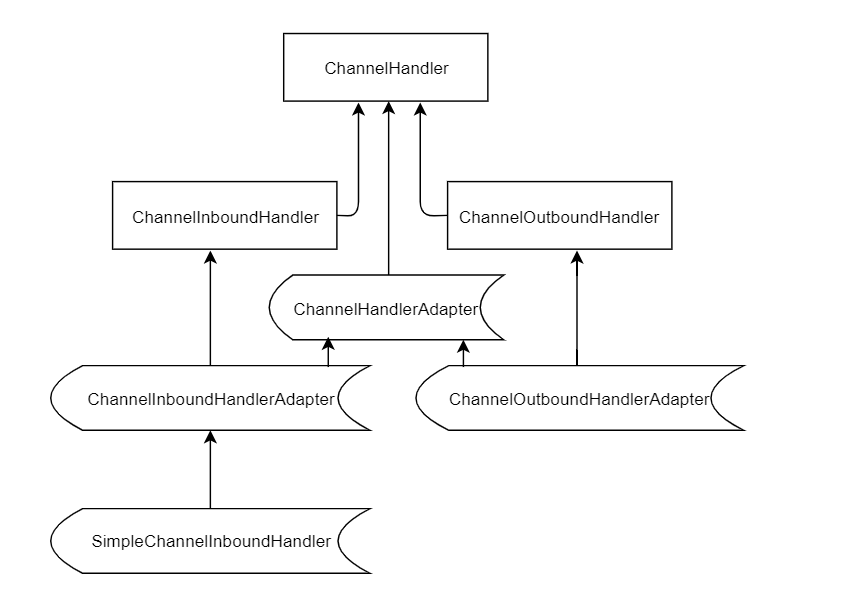 ChannelHandler
ChannelInboundHandler
ChannelOutboundHandler
ChannelHandlerAdapter
ChannelInboundHandlerAdapter
ChannelOutboundHandlerAdapter
SimpleChannelInboundHandler